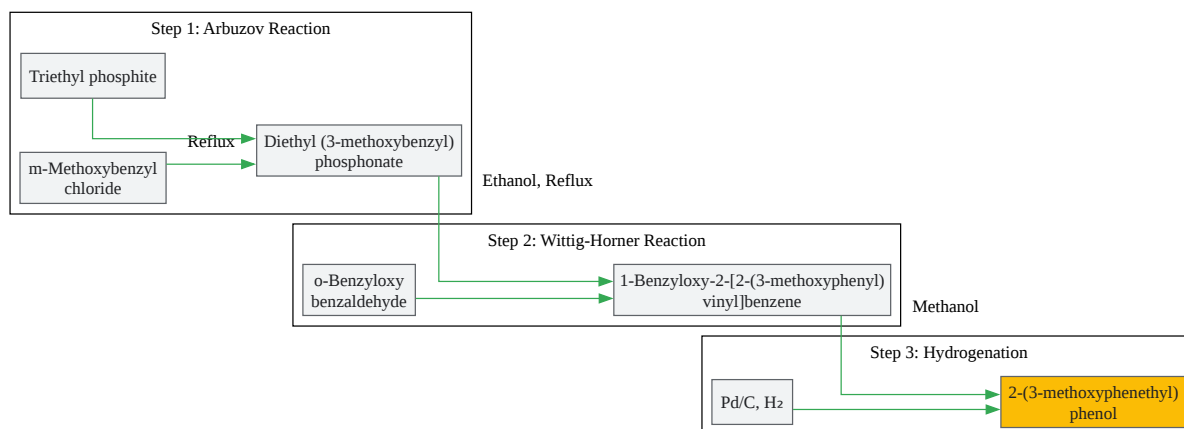 Step 1: Arbuzov Reaction
Triethyl phosphite
Reflux
m-Methoxybenzyl
chloride
Diethyl (3-methoxybenzyl)
phosphonate
Ethanol, Reflux
Step 2: Wittig-Horner Reaction
o-Benzyloxy
benzaldehyde
1-Benzyloxy-2-[2-(3-methoxyphenyl)
vinyl]benzene
Methanol
Step 3: Hydrogenation
Pd/C, H₂
2-(3-methoxyphenethyl)
phenol